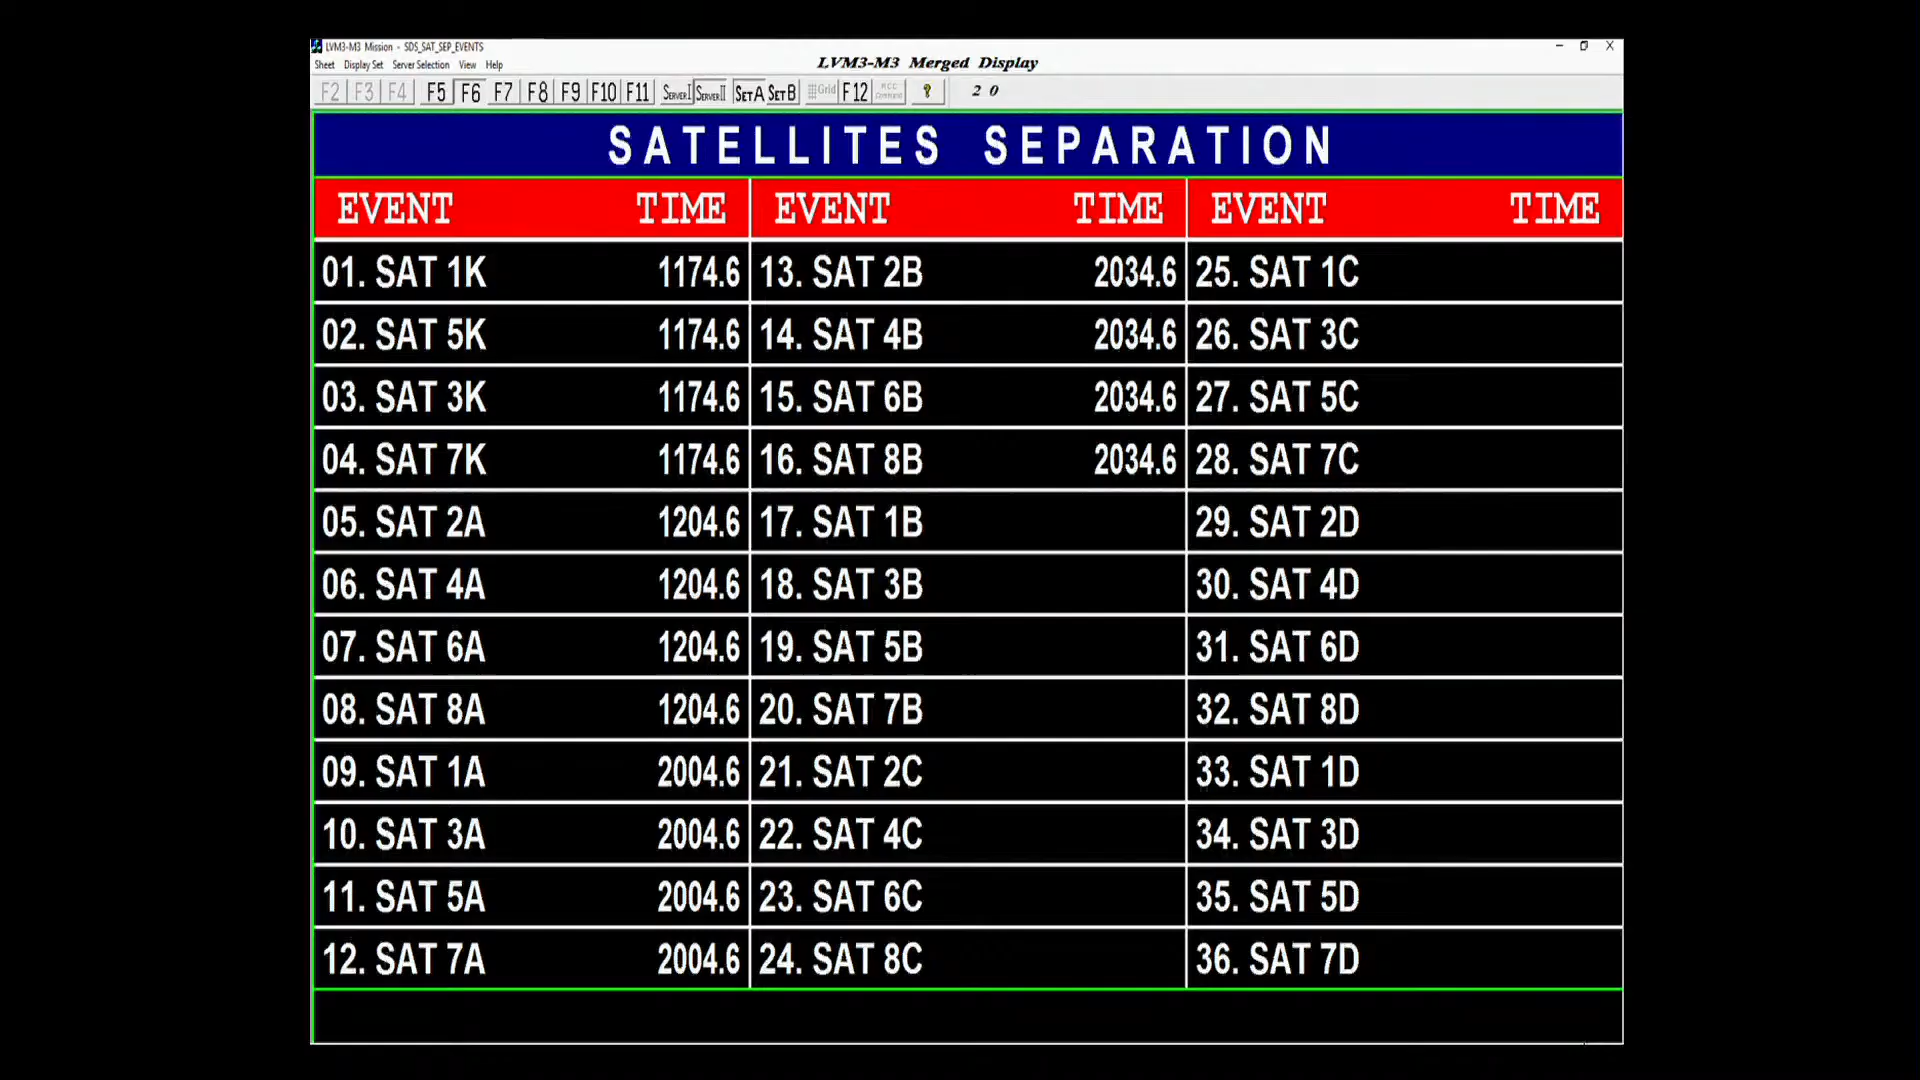 LVM3-M3 Mission - SDS_SAT_SEP_EVENTS
Sheet Display Set Server Selection View Help
LVM3-M3 Merged Display
F2 F3 F4 F5 F6 F7 F8 F9 F10 F11 SERVER I SERVER II SET A SET B Grid F12 ? 2 0
SATELLITES SEPARATION
EVENT TIME EVENT TIME EVENT TIME
01. SAT 1K 1174.6 13. SAT 2B 2034.6 25. SAT 1C
02. SAT 5K 1174.6 14. SAT 4B 2034.6 26. SAT 3C
03. SAT 3K 1174.6 15. SAT 6B 2034.6 27. SAT 5C
04. SAT 7K 1174.6 16. SAT 8B 2034.6 28. SAT 7C
05. SAT 2A 1204.6 17. SAT 1B 29. SAT 2D
06. SAT 4A 1204.6 18. SAT 3B 30. SAT 4D
07. SAT 6A 1204.6 19. SAT 5B 31. SAT 6D
08. SAT 8A 1204.6 20. SAT 7B 32. SAT 8D
09. SAT 1A 2004.6 21. SAT 2C 33. SAT 1D
10. SAT 3A 2004.6 22. SAT 4C 34. SAT 3D
11. SAT 5A 2004.6 23. SAT 6C 35. SAT 5D
12. SAT 7A 2004.6 24. SAT 8C 36. SAT 7D